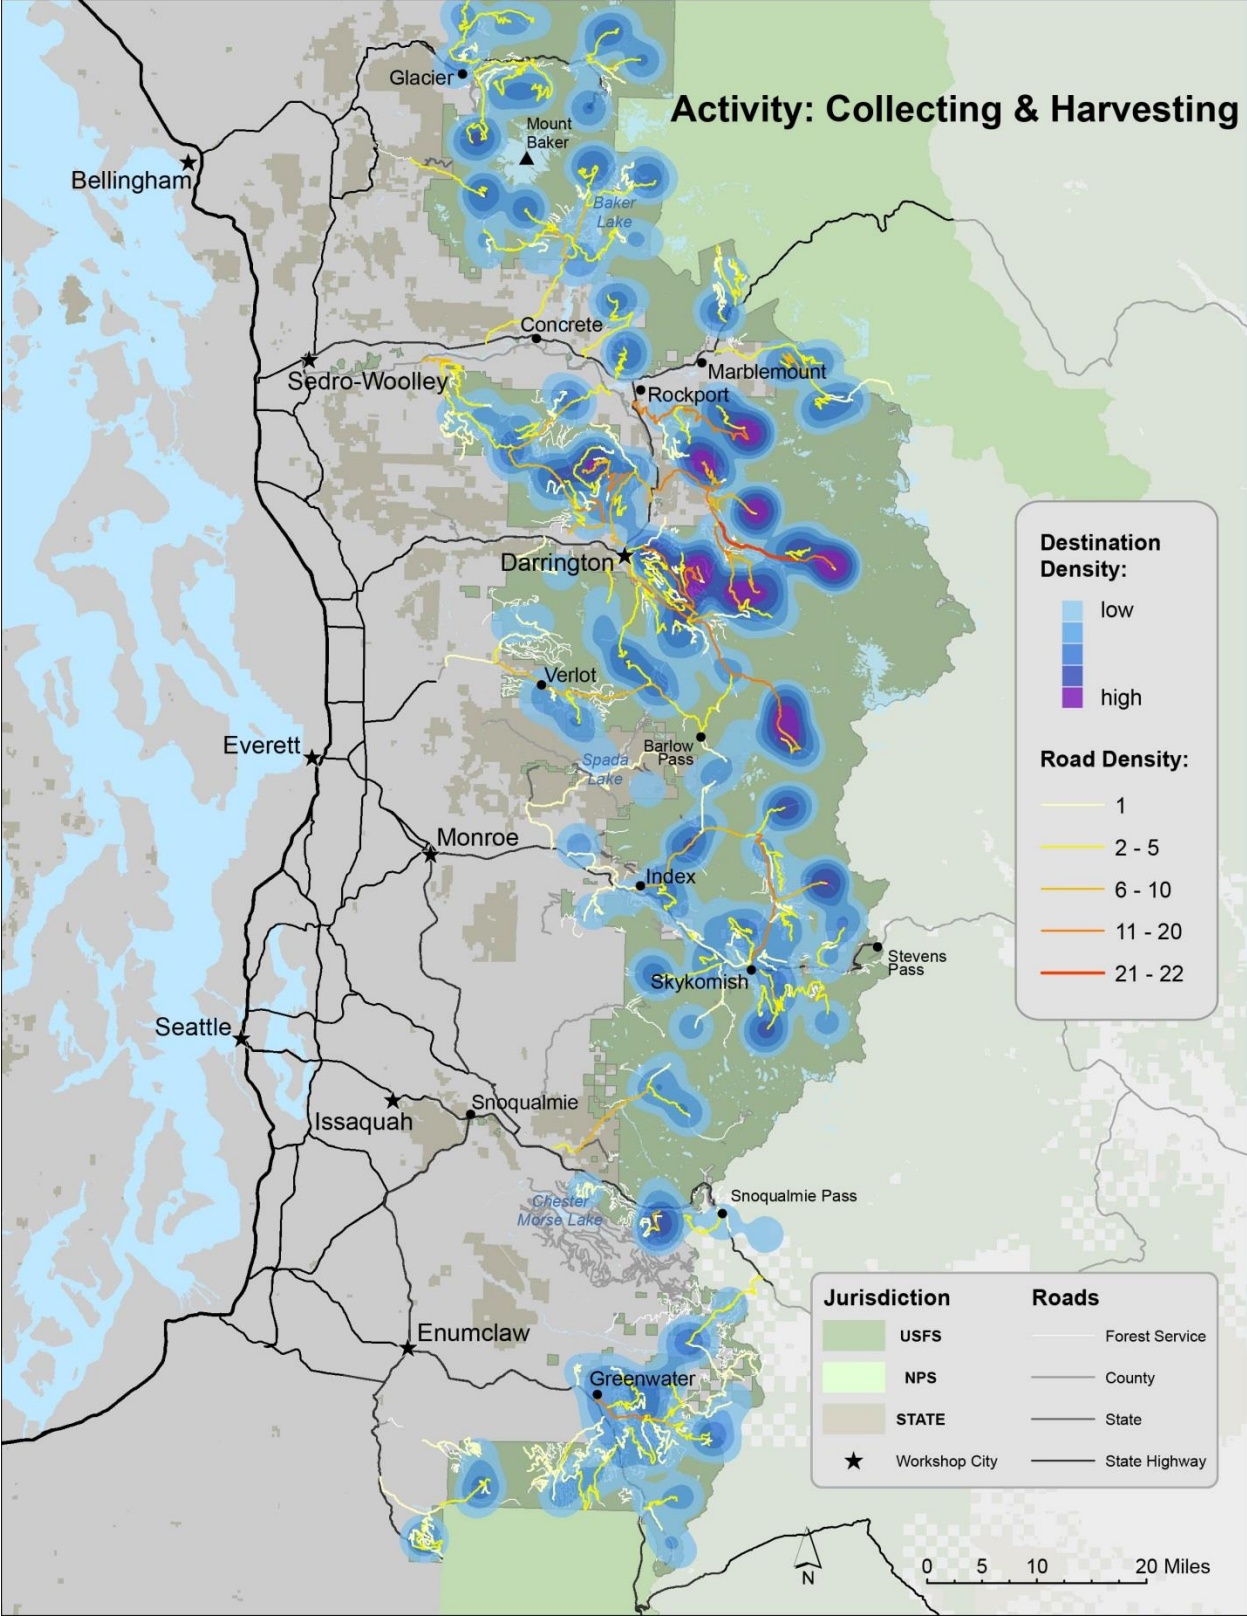 Activity: Collecting & Harvesting
Glacier
Mount
Baker
Bellingham
Baker
Lake
Concrete
Sedro-Woolley
Marblemount
Rockport
Darrington
Verlot
Barlow
Pass
Spada
Lake
Everett
Monroe
Index
Skykomish
Stevens
Pass
Seattle
Issaquah
Snoqualmie
Snoqualmie Pass
Chester
Morse Lake
Enumclaw
Greenwater
Destination
Density:
low
high
Road Density:
1
2 - 5
6 - 10
11 - 20
21 - 22
Jurisdiction
USFS
NPS
STATE
Workshop City
Roads
Forest Service
County
State
State Highway
N
0 5 10 20 Miles